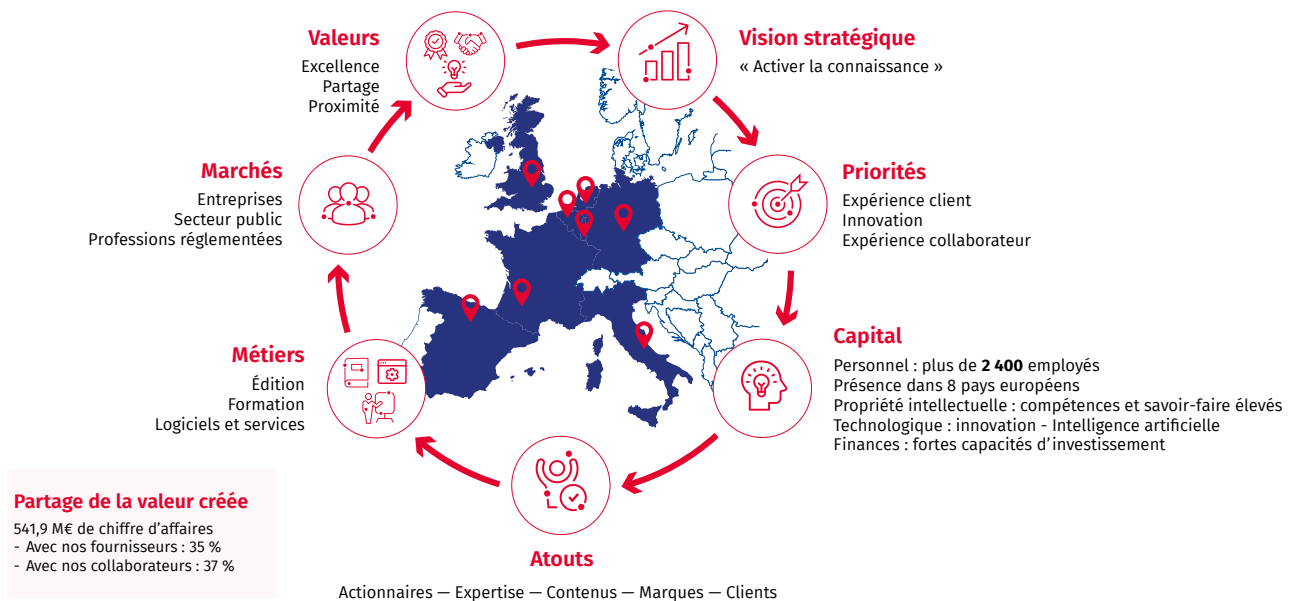 Valeurs
Excellence
Partage
Proximité
Vision stratégique
« Activer la connaissance »
Marchés
Entreprises
Secteur public
Professions réglementées
Priorités
Expérience client
Innovation
Expérience collaborateur
Métiers
Édition
Formation
Logiciels et services
Capital
Personnel : plus de 2 400 employés
Présence dans 8 pays européens
Propriété intellectuelle : compétences et savoir-faire élevés
Technologique : innovation - Intelligence artificielle
Finances : fortes capacités d’investissement
Partage de la valeur créée
541,9 M€ de chiffre d’affaires
- Avec nos fournisseurs : 35 %
- Avec nos collaborateurs : 37 %
Atouts
Actionnaires — Expertise — Contenus — Marques — Clients